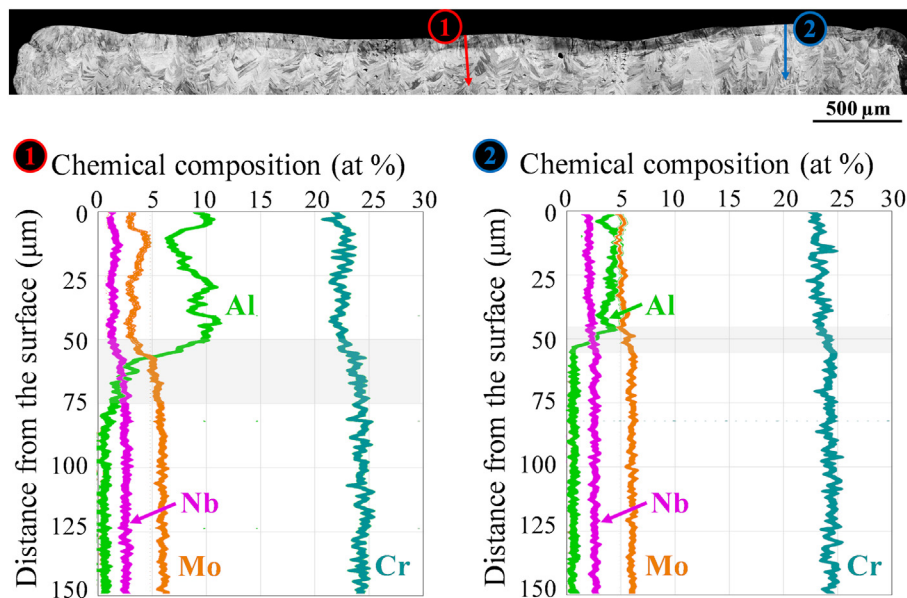 1
2
500 µm
1 Chemical composition (at %)
0 5 10 15 20 25 30
Distance from the surface (µm)
0
25
50
75
100
125
150
Al
Nb
Mo
Cr
2 Chemical composition (at %)
0 5 10 15 20 25 30
Distance from the surface (µm)
0
25
50
75
100
125
150
Al
Nb
Mo
Cr